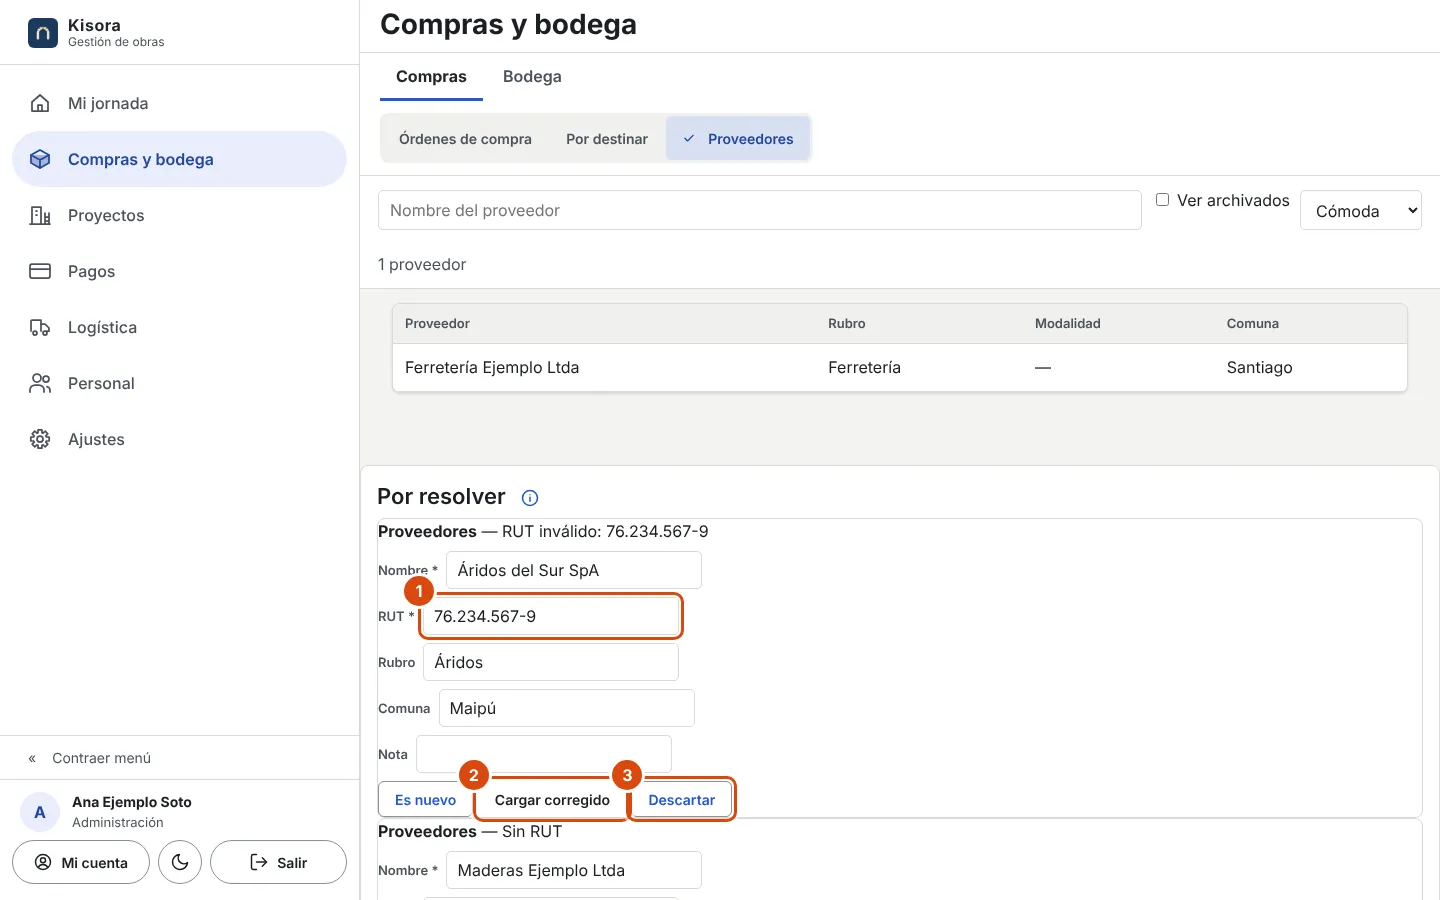 Kisora
Gestión de obras
Mi jornada
Compras y bodega
Proyectos
Pagos
Logística
Personal
Ajustes
« Contraer menú
A
Ana Ejemplo Soto
Administración
Mi cuenta
Salir
Compras y bodega
Compras Bodega
Órdenes de compra Por destinar Proveedores
Nombre del proveedor
Ver archivados
Cómoda
1 proveedor
Proveedor Rubro Modalidad Comuna
Ferretería Ejemplo Ltda Ferretería — Santiago
Por resolver
Proveedores — RUT inválido: 76.234.567-9
Nombre * Áridos del Sur SpA
1
RUT * 76.234.567-9
Rubro Áridos
Comuna Maipú
Nota
2 3
Es nuevo Cargar corregido Descartar
Proveedores — Sin RUT
Nombre * Maderas Ejemplo Ltda